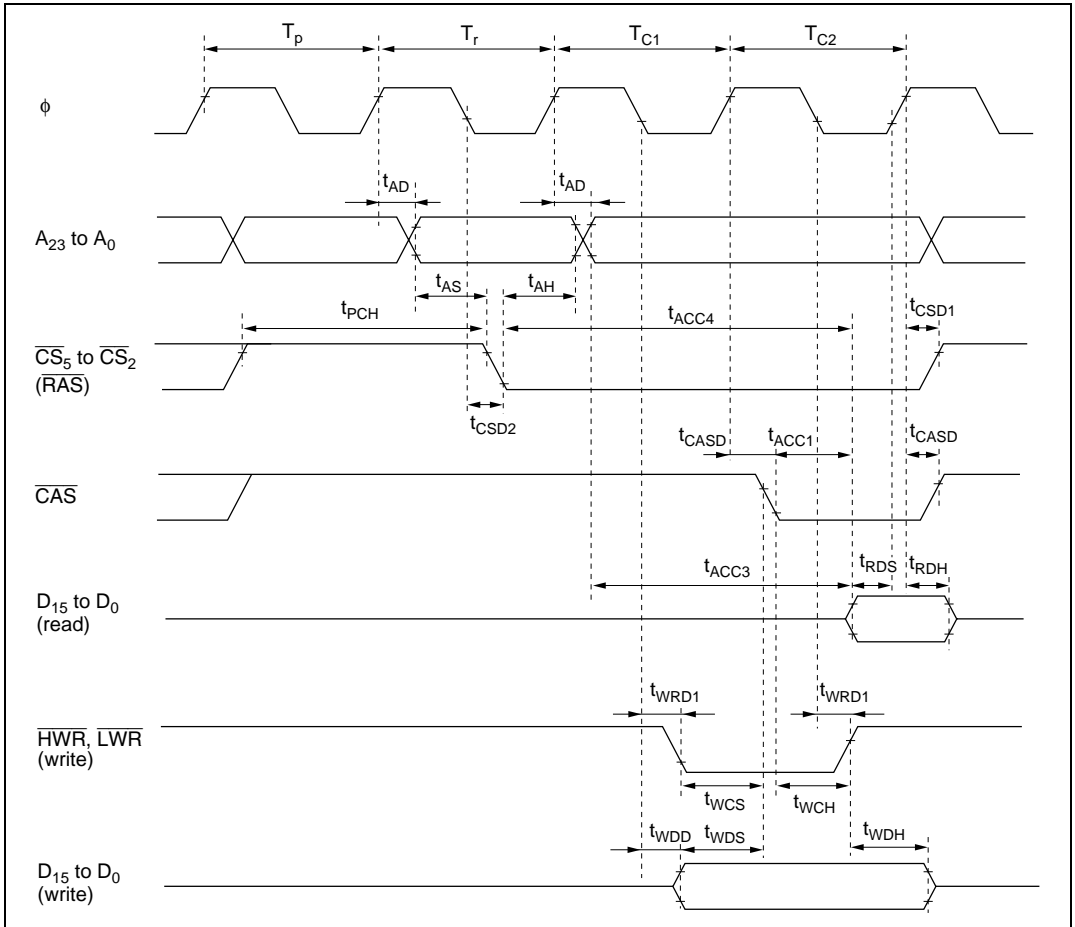 Tp Tr TC1 TC2
ϕ
tAD tAD
A23 to A0
tAS tAH
tPCH tACC4 tCSD1
CS5 to CS2
(RAS)
tCSD2
tCASD tACC1 tCASD
CAS
tACC3 tRDS tRDH
D15 to D0
(read)
tWRD1 tWRD1
HWR, LWR
(write)
tWCS tWCH
tWDD tWDS tWDH
D15 to D0
(write)